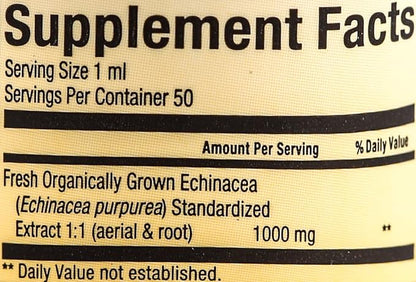 Supplement Facts
Serving Size 1 ml
Servings Per Container 50
Amount Per Serving % Daily Value
Fresh Organically Grown Echinacea
(Echinacea purpurea) Standardized
Extract 1:1 (aerial & root) 1000 mg **
** Daily Value not established.